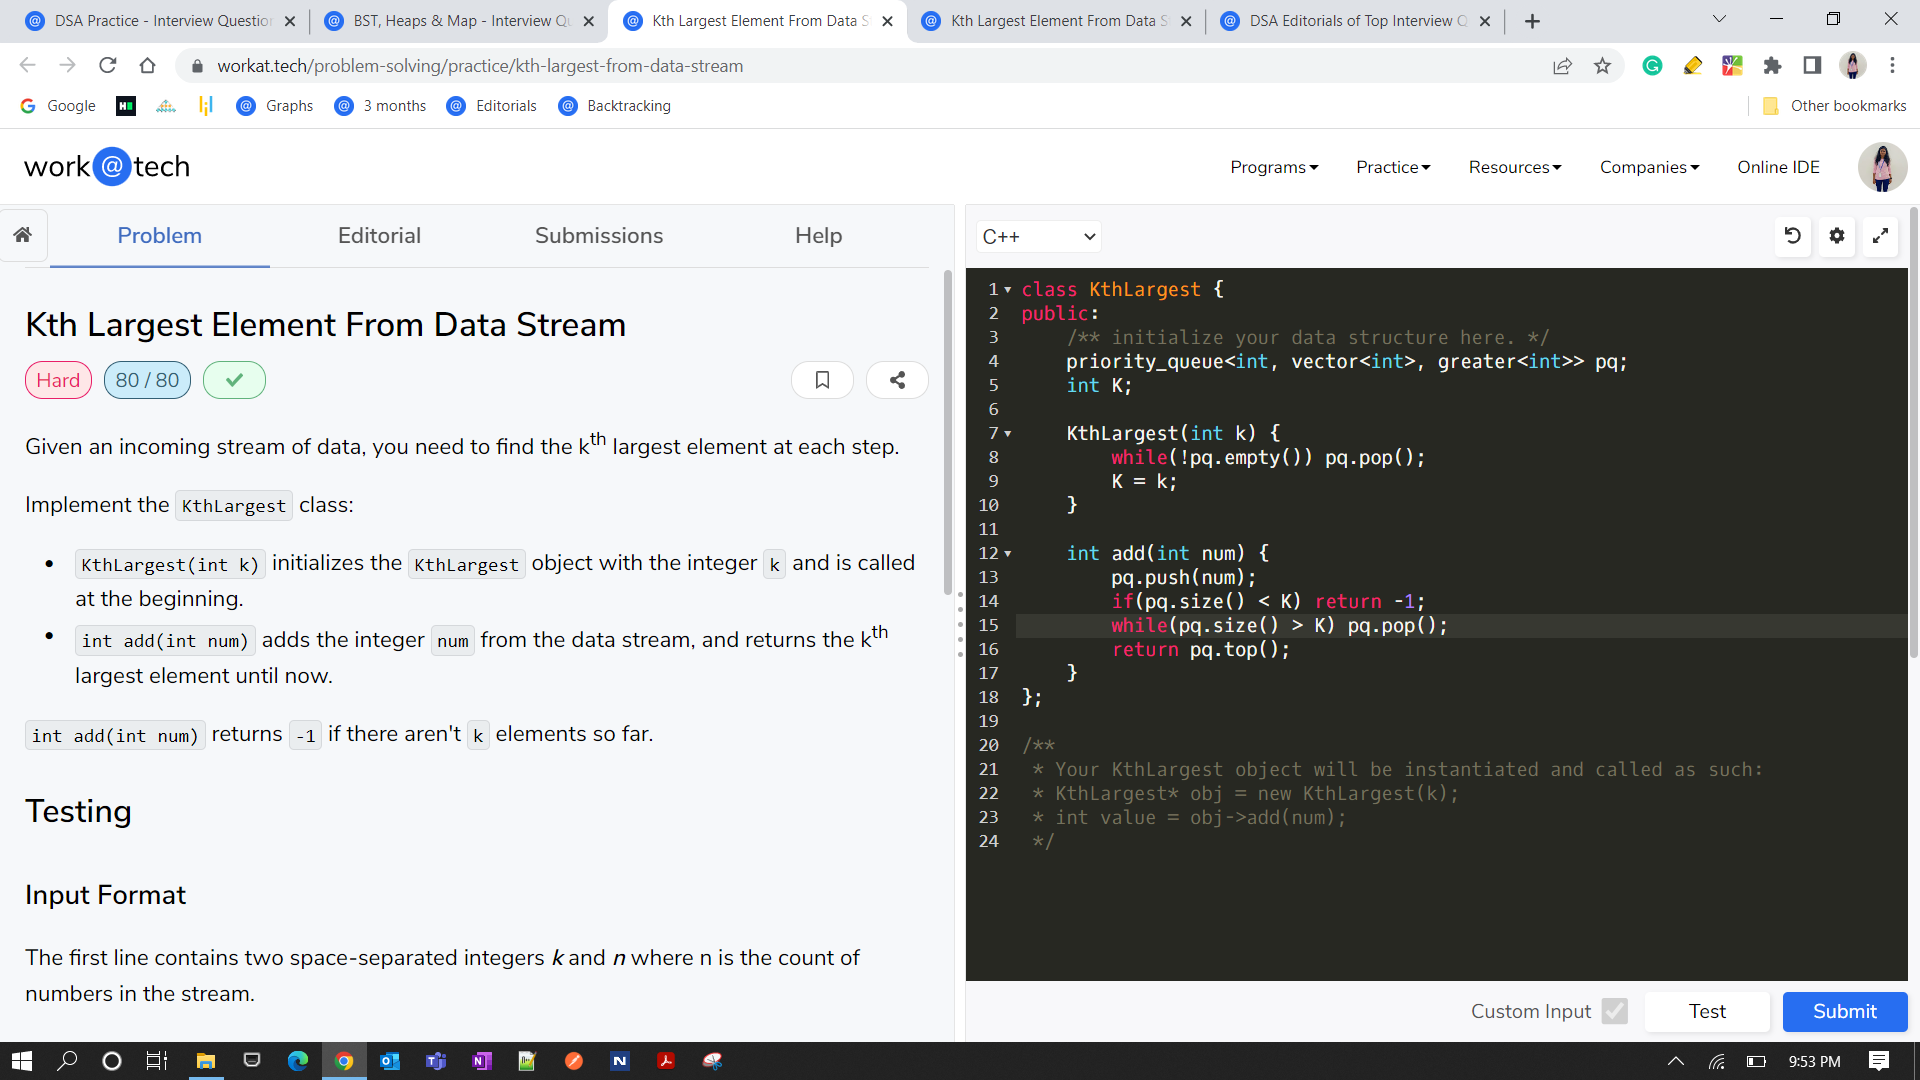 DSA Practice - Interview Question
BST, Heaps & Map - Interview Qu
Kth Largest Element From Data S
Kth Largest Element From Data S
DSA Editorials of Top Interview Q
workat.tech/problem-solving/practice/kth-largest-from-data-stream
Google
Graphs
3 months
Editorials
Backtracking
Other bookmarks
work@tech
Programs
Practice
Resources
Companies
Online IDE
Problem
Editorial
Submissions
Help
Kth Largest Element From Data Stream
Hard
80 / 80
Given an incoming stream of data, you need to find the kth largest element at each step.
Implement the KthLargest class:
• KthLargest(int k) initializes the KthLargest object with the integer k and is called
at the beginning.
• int add(int num) adds the integer num from the data stream, and returns the kth
largest element until now.
int add(int num) returns -1 if there aren't k elements so far.
Testing
Input Format
The first line contains two space-separated integers k and n where n is the count of
numbers in the stream.
C++
1 class KthLargest {
2 public:
3 /** initialize your data structure here. */
4 priority_queue<int, vector<int>, greater<int>> pq;
5 int K;
6
7 KthLargest(int k) {
8 while(!pq.empty()) pq.pop();
9 K = k;
10 }
11
12 int add(int num) {
13 pq.push(num);
14 if(pq.size() < K) return -1;
15 while(pq.size() > K) pq.pop();
16 return pq.top();
17 }
18 };
19
20 /**
21 * Your KthLargest object will be instantiated and called as such:
22 * KthLargest* obj = new KthLargest(k);
23 * int value = obj->add(num);
24 */
Custom Input
Test
Submit
9:53 PM